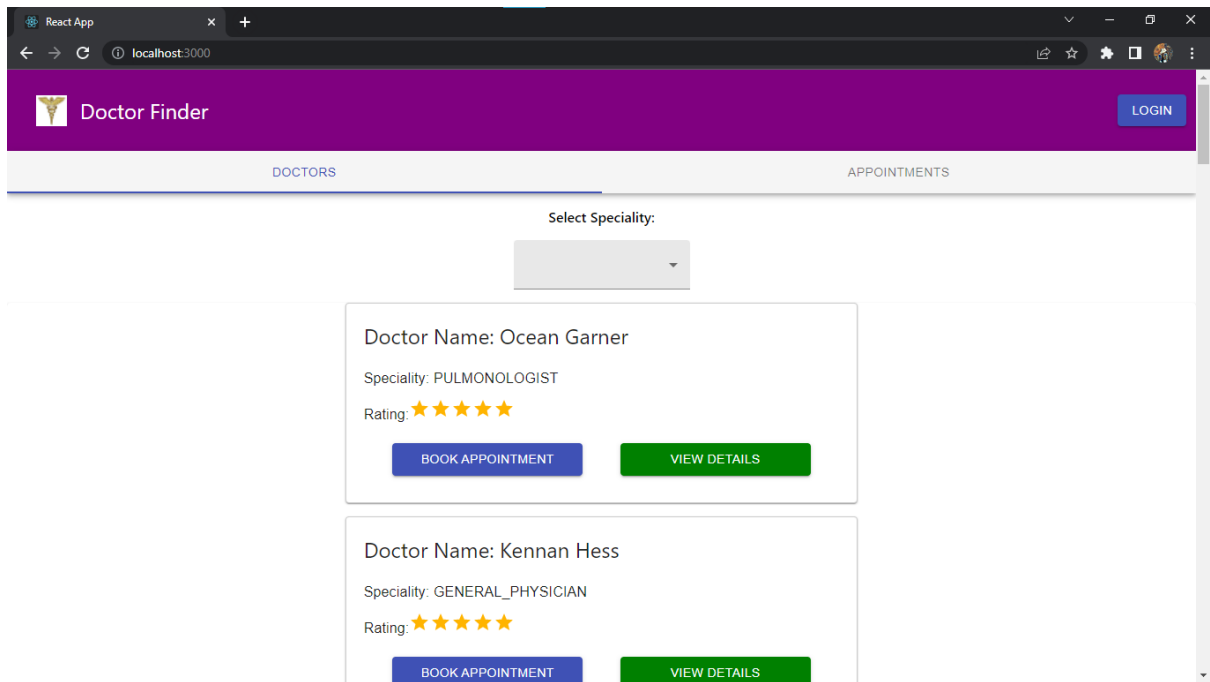 React App
localhost:3000
Doctor Finder
LOGIN
DOCTORS APPOINTMENTS
Select Speciality:
Doctor Name: Ocean Garner
Speciality: PULMONOLOGIST
Rating:
BOOK APPOINTMENT VIEW DETAILS
Doctor Name: Kennan Hess
Speciality: GENERAL_PHYSICIAN
Rating:
BOOK APPOINTMENT VIEW DETAILS